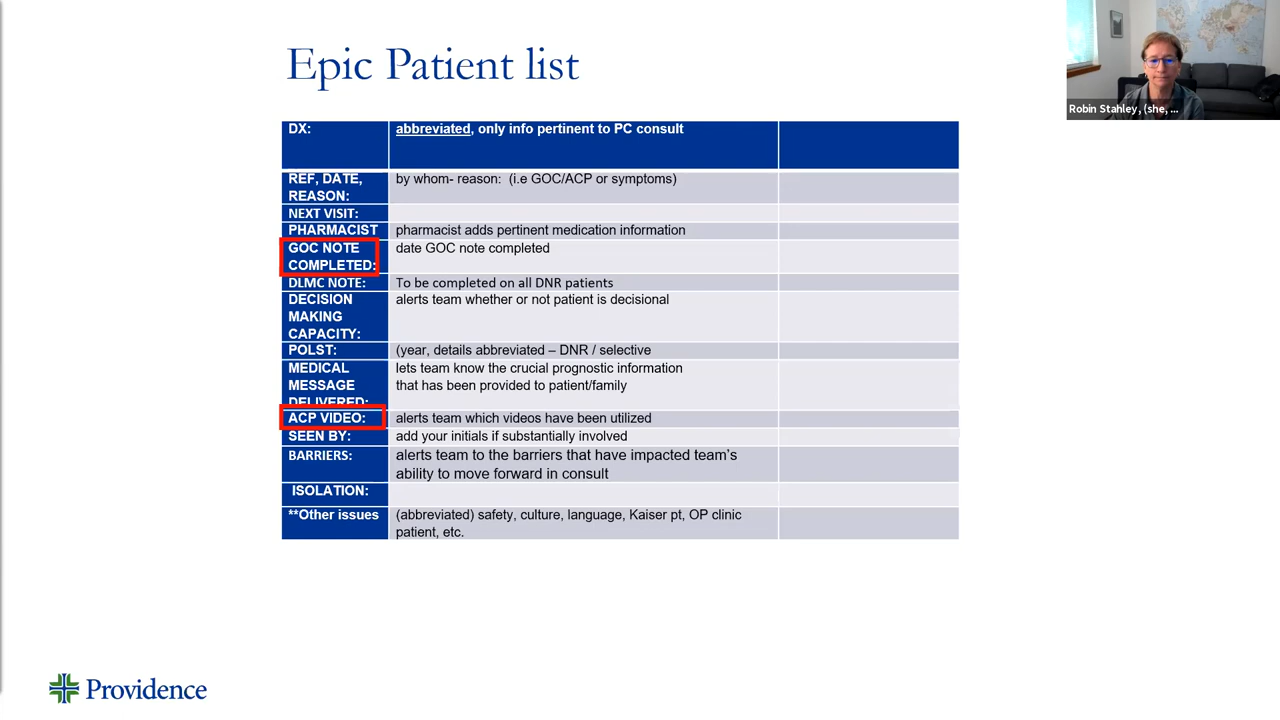 Epic Patient list
DX:
abbreviated, only info pertinent to PC consult
REF, DATE,
REASON:
by whom- reason:  (i.e GOC/ACP or symptoms)
NEXT VISIT:
PHARMACIST
pharmacist adds pertinent medication information
GOC NOTE
COMPLETED:
date GOC note completed
DLMC NOTE:
To be completed on all DNR patients
DECISION
MAKING
CAPACITY:
alerts team whether or not patient is decisional
POLST:
(year, details abbreviated – DNR / selective
MEDICAL
MESSAGE
DELIVERED:
lets team know the crucial prognostic information
that has been provided to patient/family
ACP VIDEO:
alerts team which videos have been utilized
SEEN BY:
add your initials if substantially involved
BARRIERS:
alerts team to the barriers that have impacted team's
ability to move forward in consult
ISOLATION:
**Other issues
(abbreviated) safety, culture, language, Kaiser pt, OP clinic
patient, etc.
Robin Stahley, (she, ...
Providence